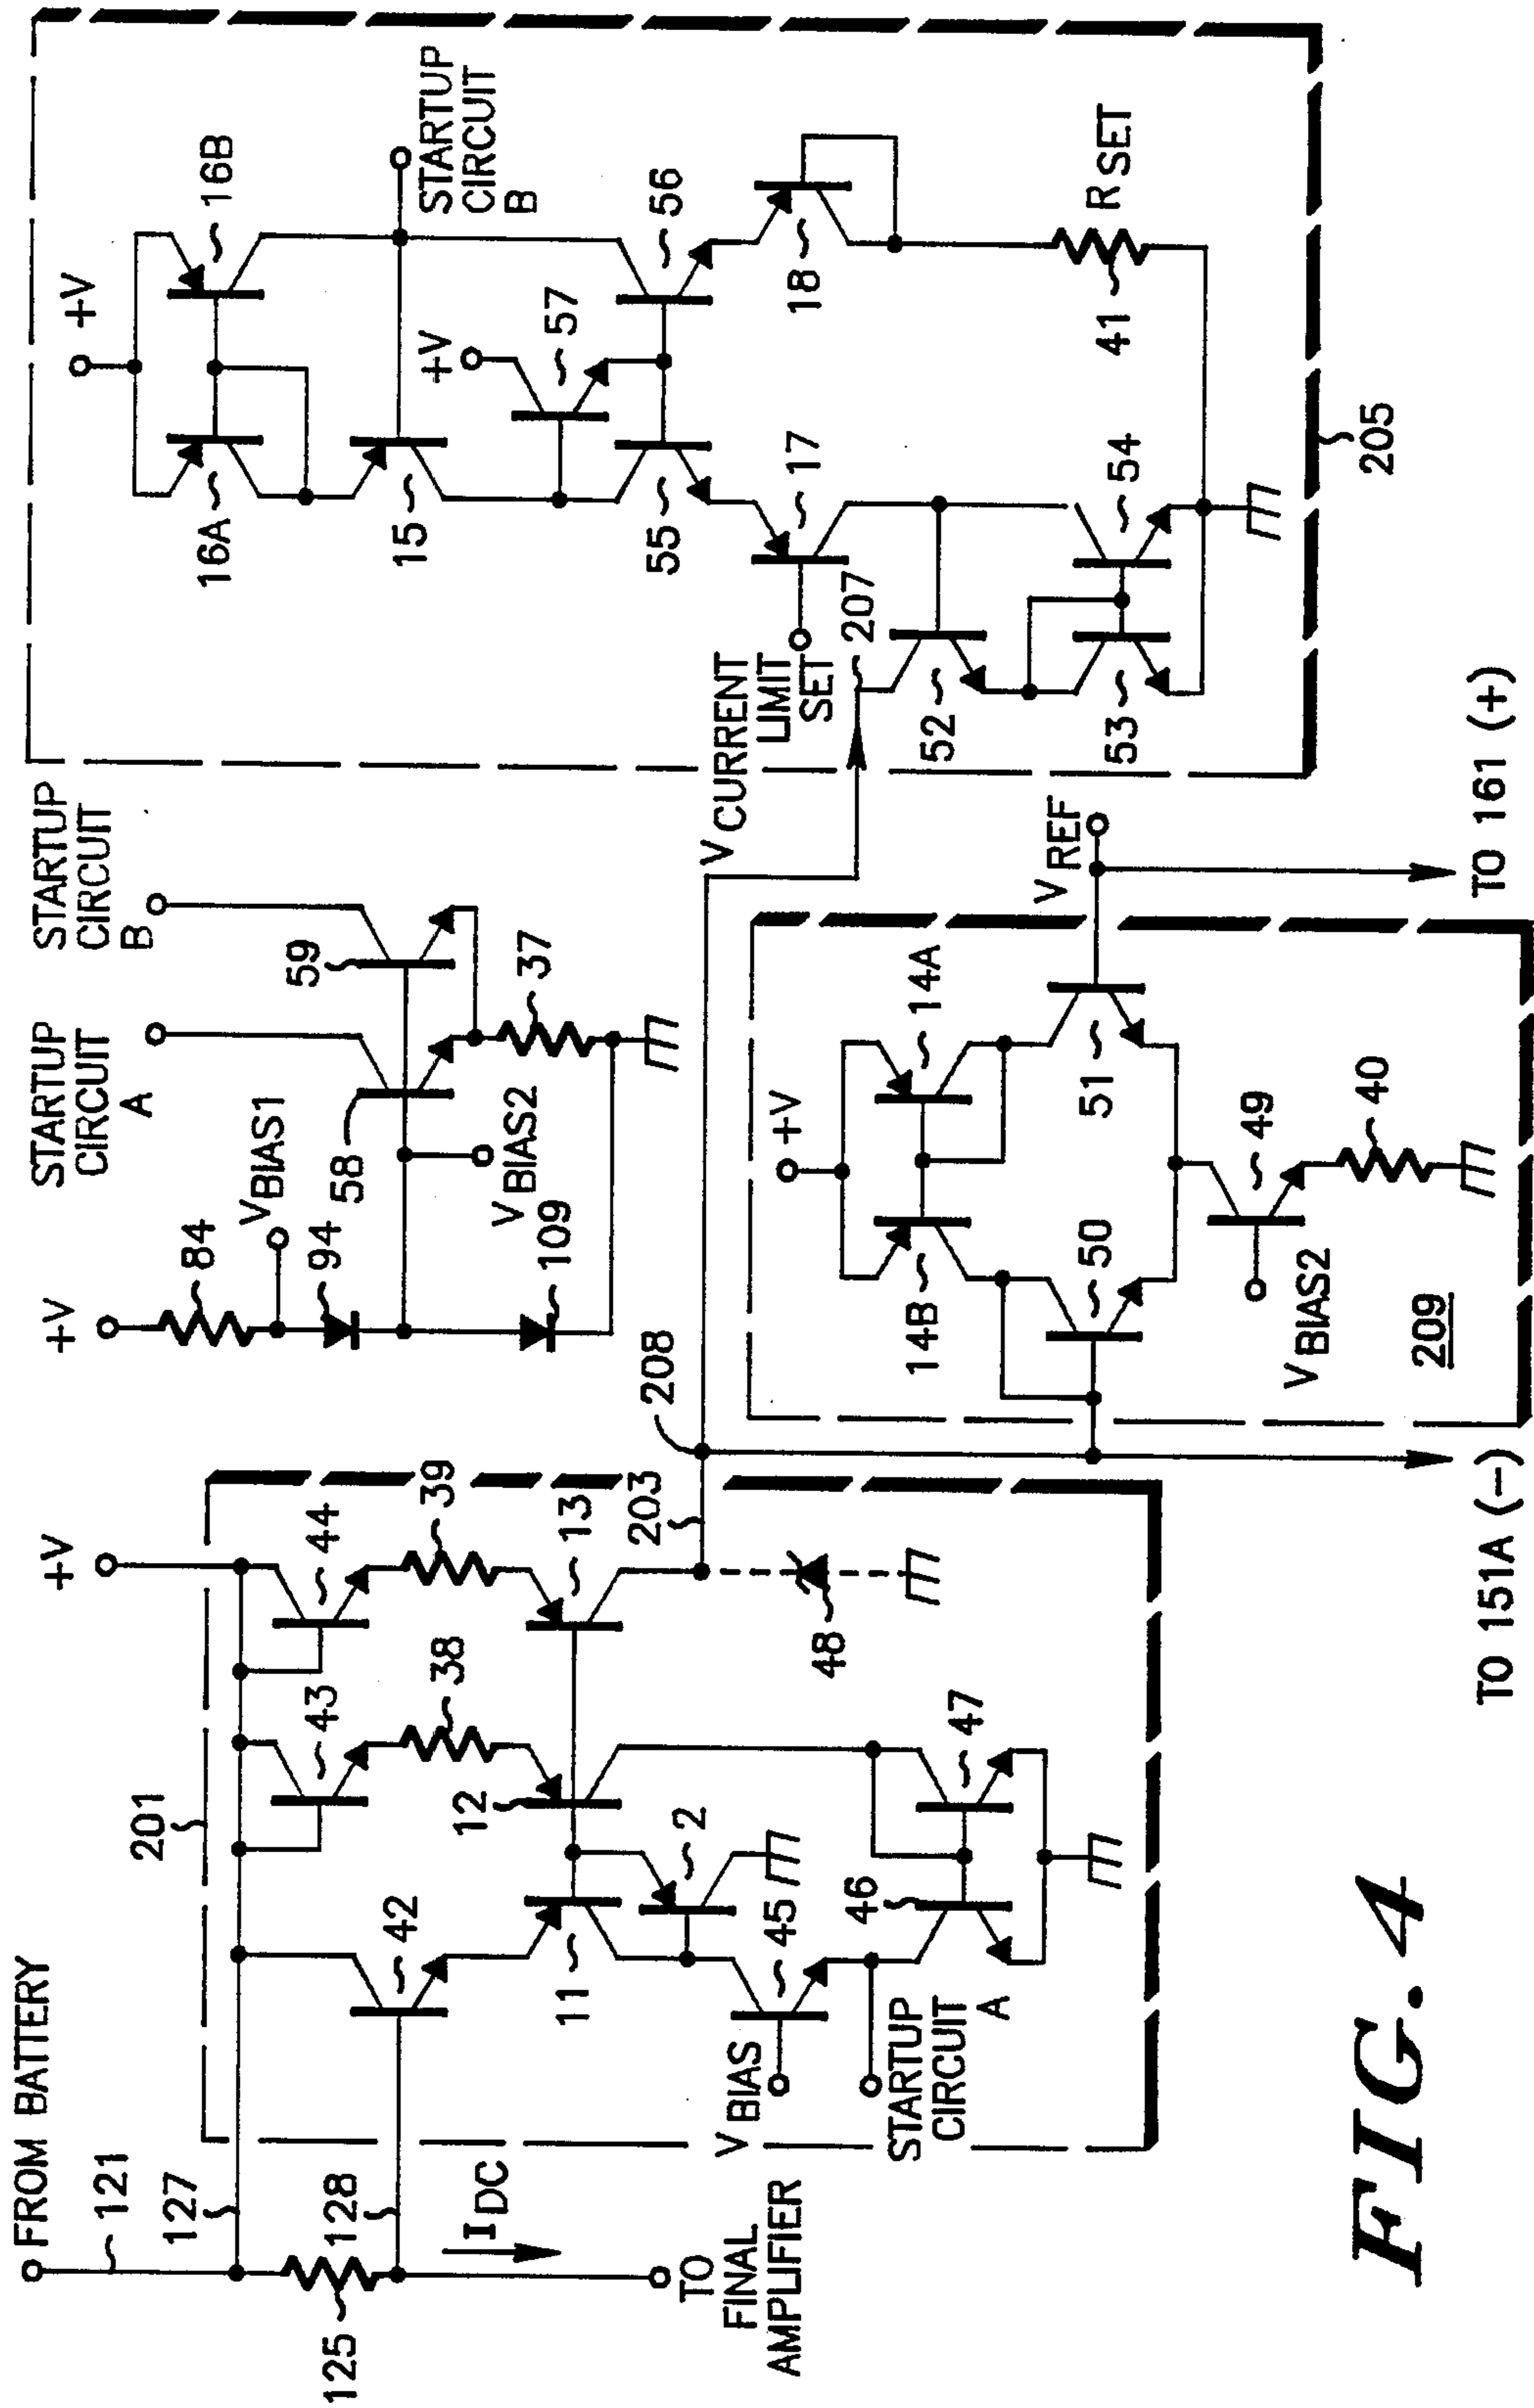 FROM BATTERY
121
127
125
128
I DC
TO
FINAL
AMPLIFIER
201
+V
42
43
44
38
39
11
12
13
2
45
V BIAS
46
47
STARTUP
CIRCUIT
A
48
203
208
TO 151A (−)
+V
84
V BIAS1
94
109
STARTUP
CIRCUIT
A
STARTUP
CIRCUIT
B
58
59
V BIAS2
37
+V
14B
14A
50
51
V REF
49
V BIAS2
40
209
TO 161 (+)
+V
16A
16B
15
STARTUP
CIRCUIT
B
+V
57
55
56
17
18
V CURRENT
LIMIT
SET
207
52
53
54
41
R SET
205
FIG. 4